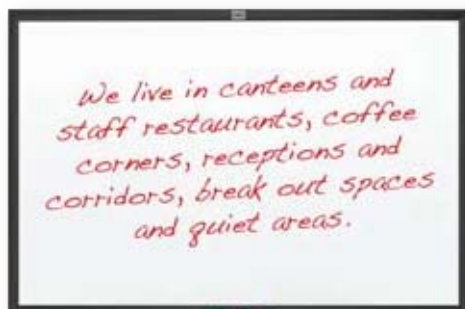 We live in canteens and
staff restaurants, coffee
corners, receptions and
corridors, break out spaces
and quiet areas.